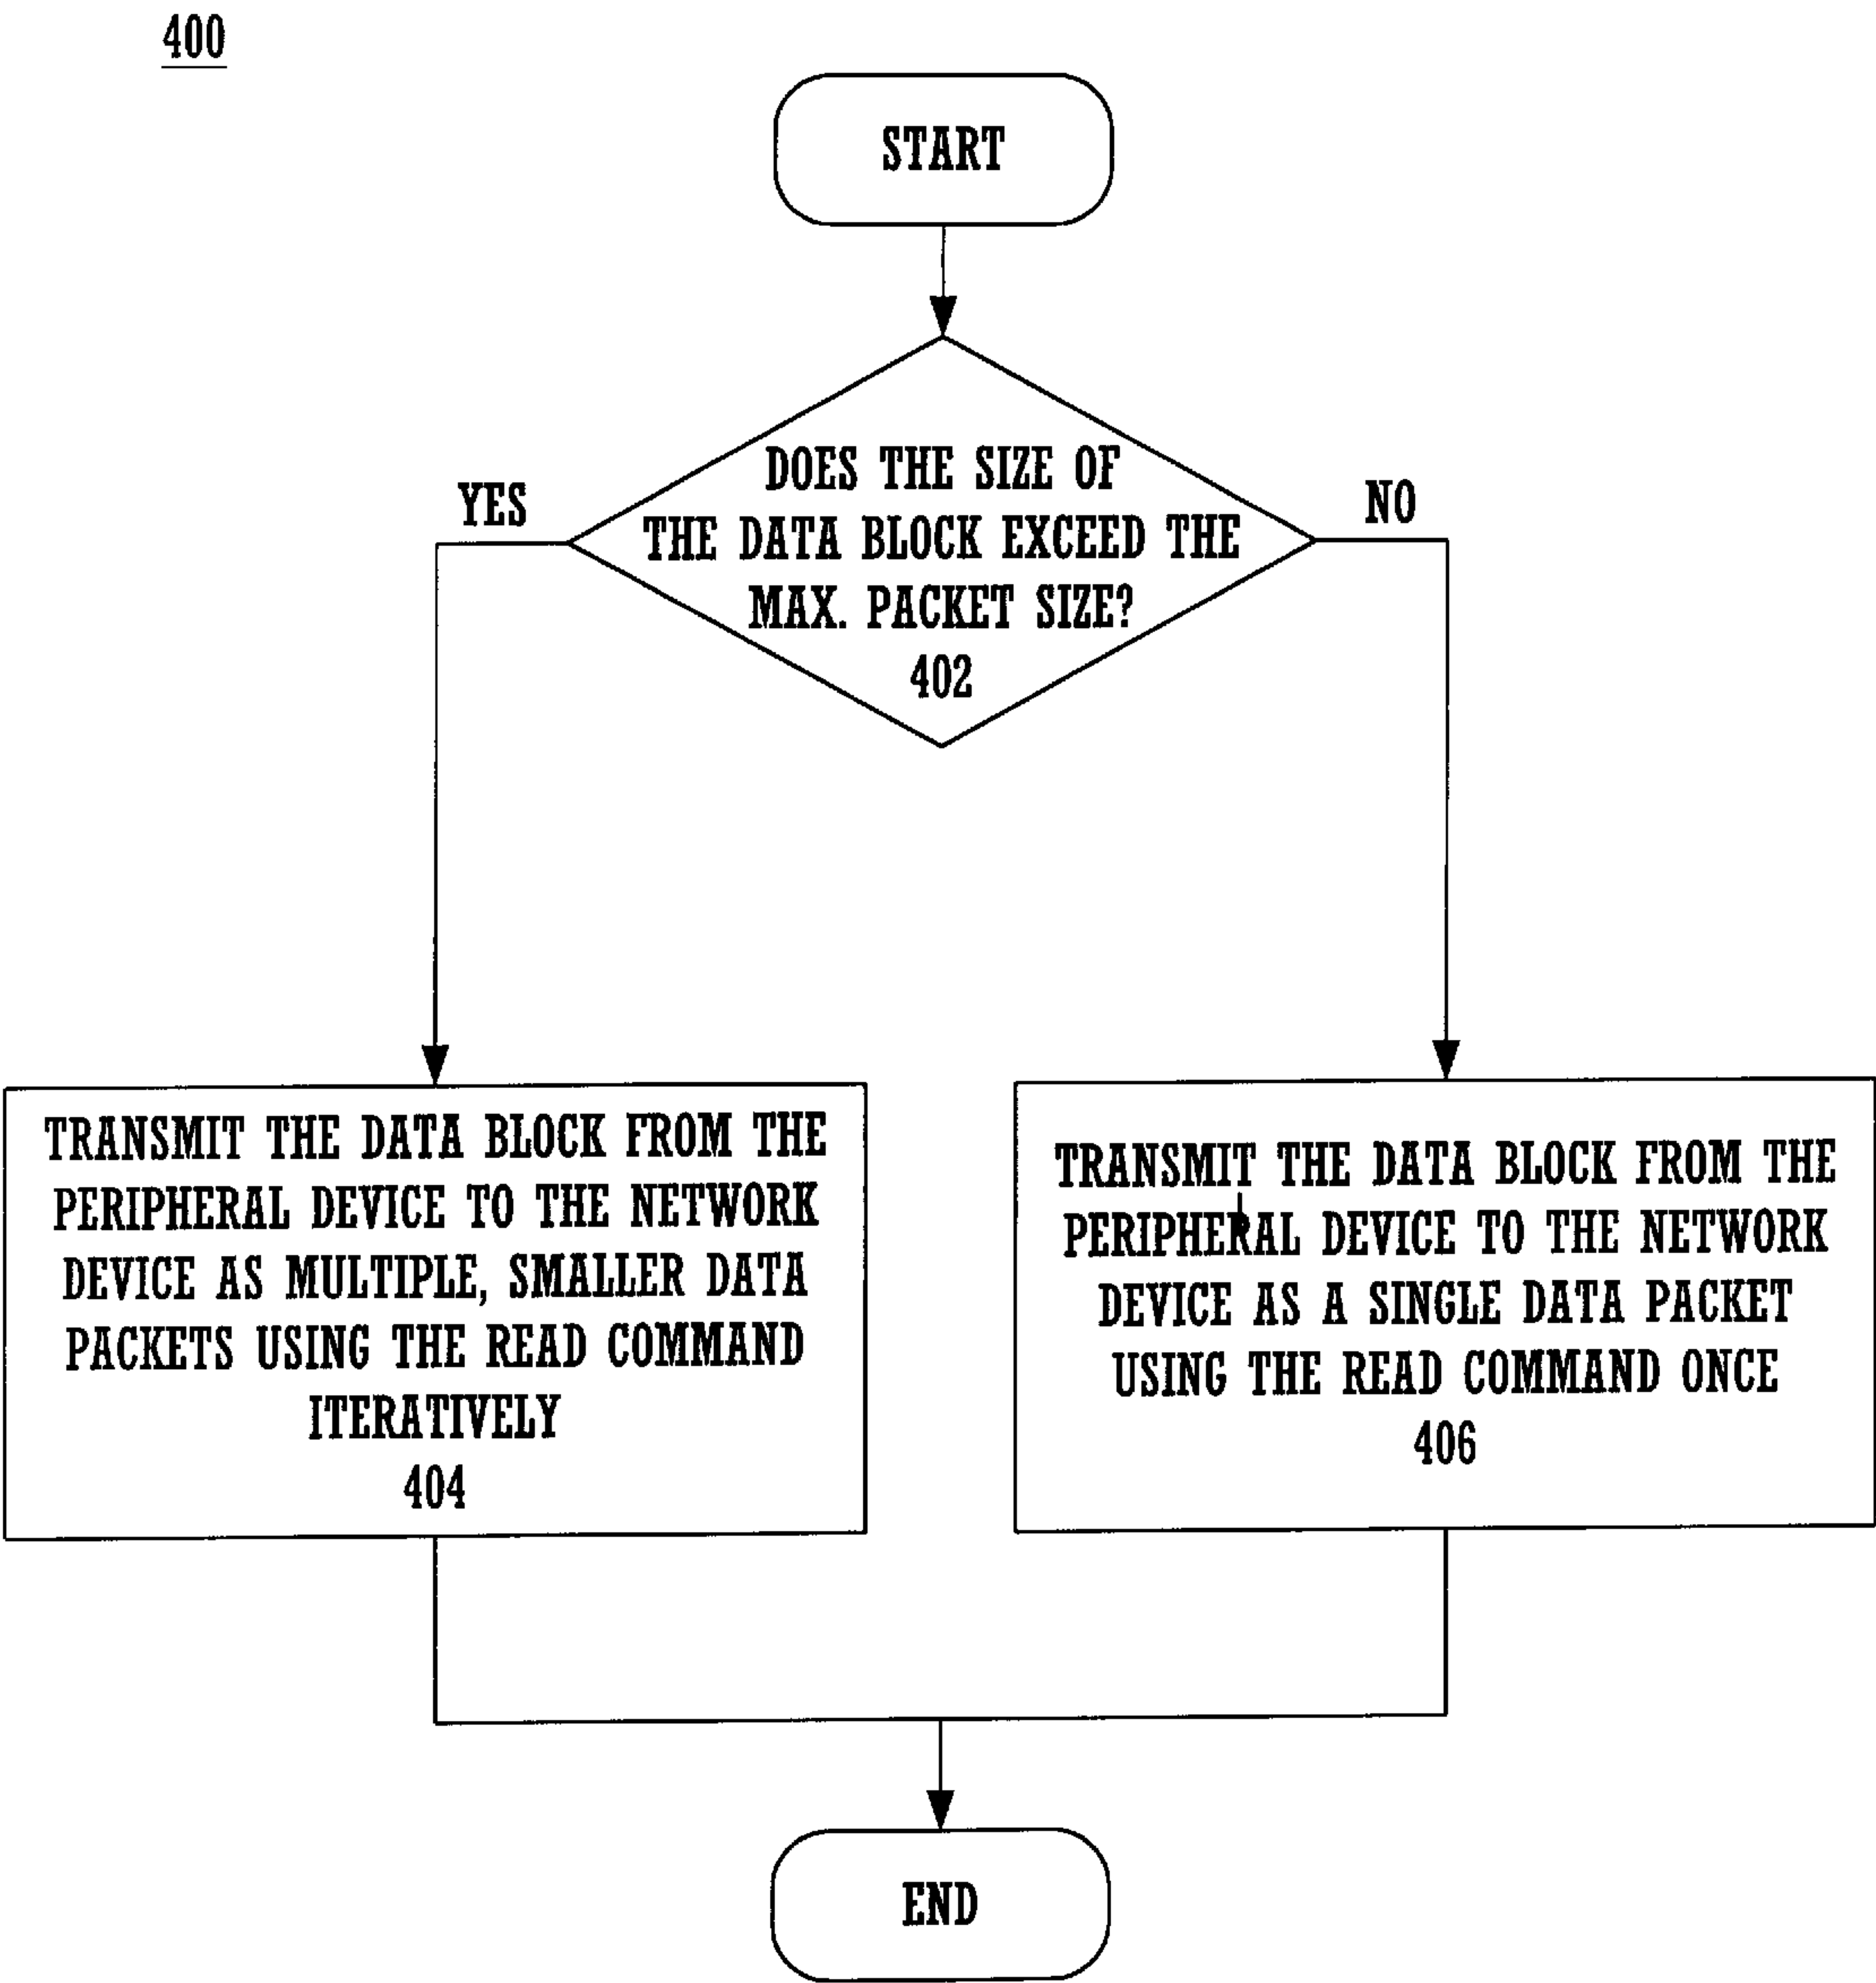 400
START
DOES THE SIZE OF
THE DATA BLOCK EXCEED THE
MAX. PACKET SIZE?
402
YES
NO
TRANSMIT THE DATA BLOCK FROM THE
PERIPHERAL DEVICE TO THE NETWORK
DEVICE AS MULTIPLE, SMALLER DATA
PACKETS USING THE READ COMMAND
ITERATIVELY
404
TRANSMIT THE DATA BLOCK FROM THE
PERIPHERAL DEVICE TO THE NETWORK
DEVICE AS A SINGLE DATA PACKET
USING THE READ COMMAND ONCE
406
END